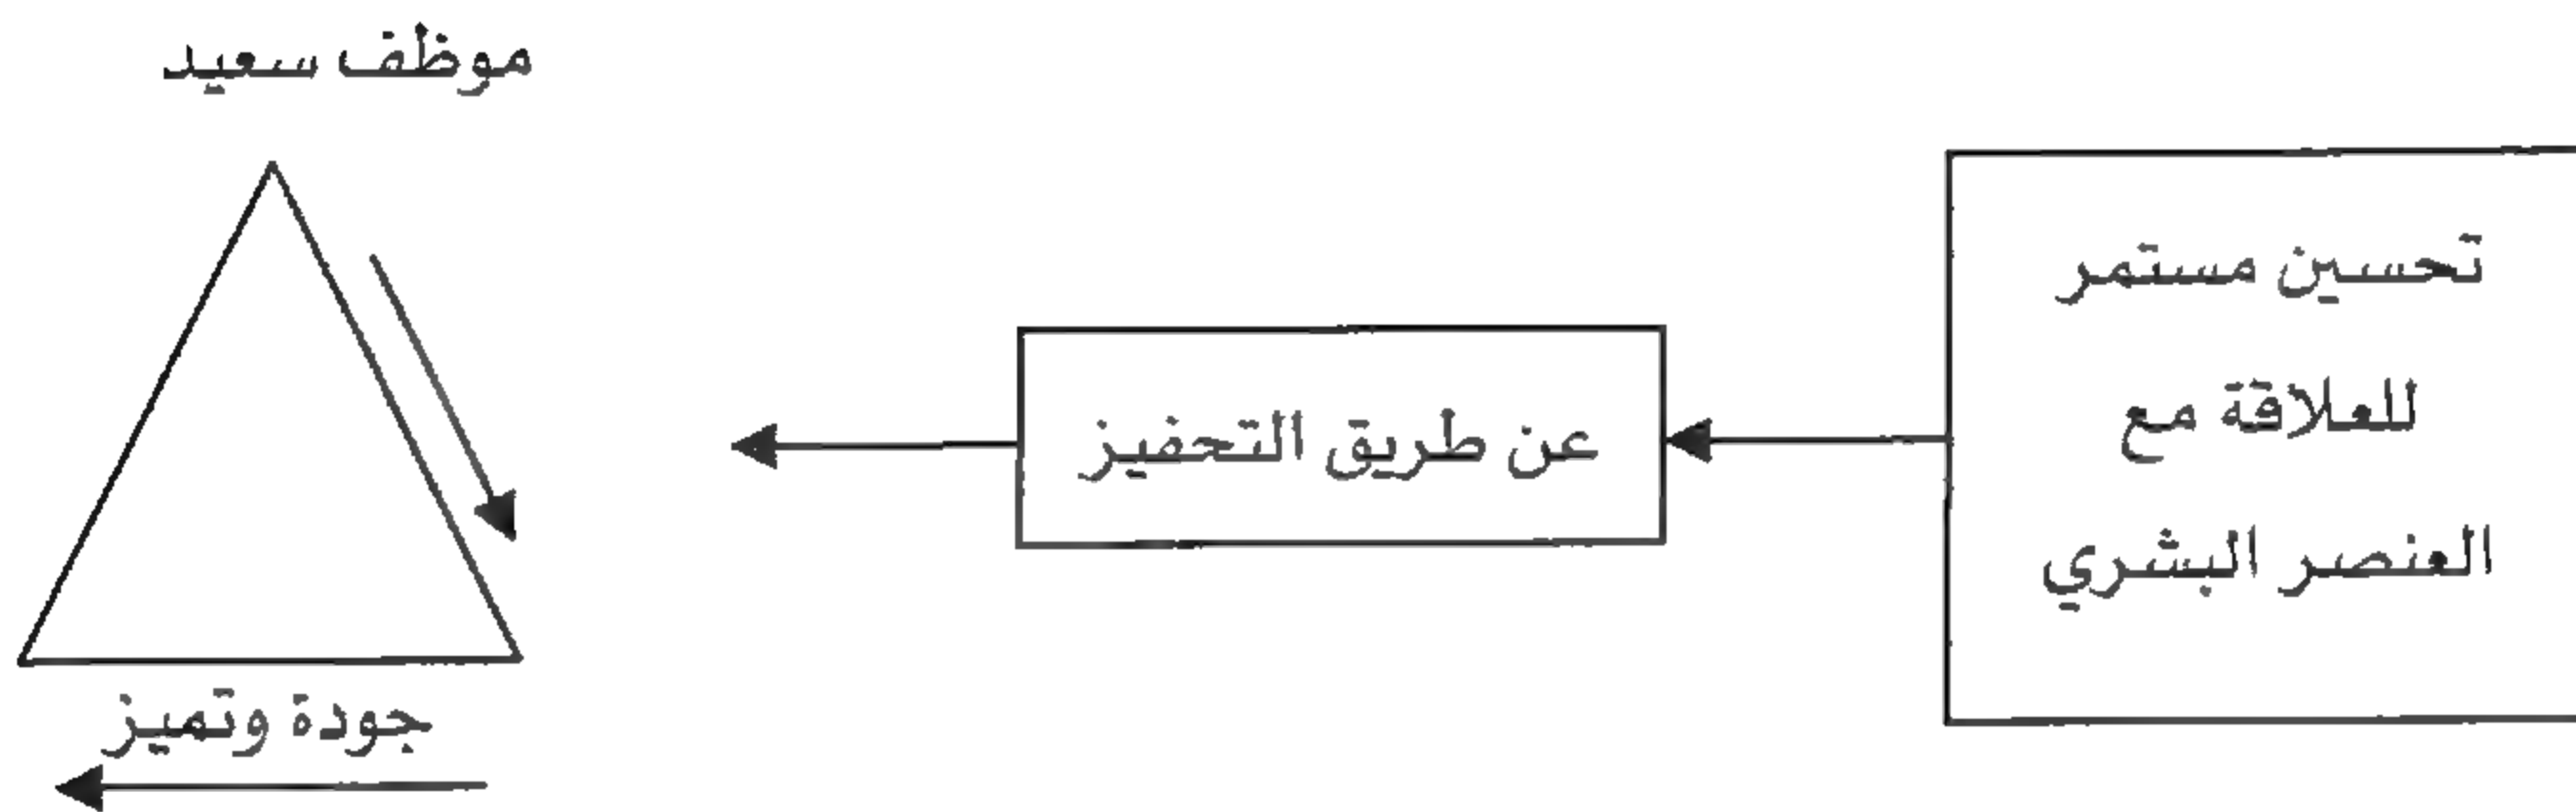 موظف سعيد
تحسين مستمر
للعلاقة مع
العنصر البشري
عن طريق التحفيز
جودة وتميز